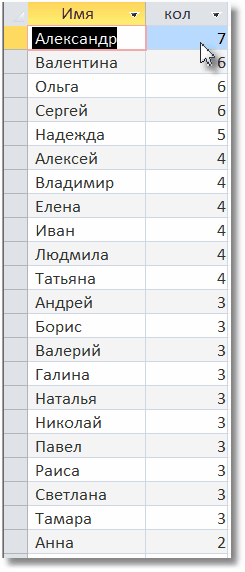 Имя кол
Александр 7
Валентина 6
Ольга 6
Сергей 6
Надежда 5
Алексей 4
Владимир 4
Елена 4
Иван 4
Людмила 4
Татьяна 4
Андрей 3
Борис 3
Валерий 3
Галина 3
Наталья 3
Николай 3
Павел 3
Раиса 3
Светлана 3
Тамара 3
Анна 2